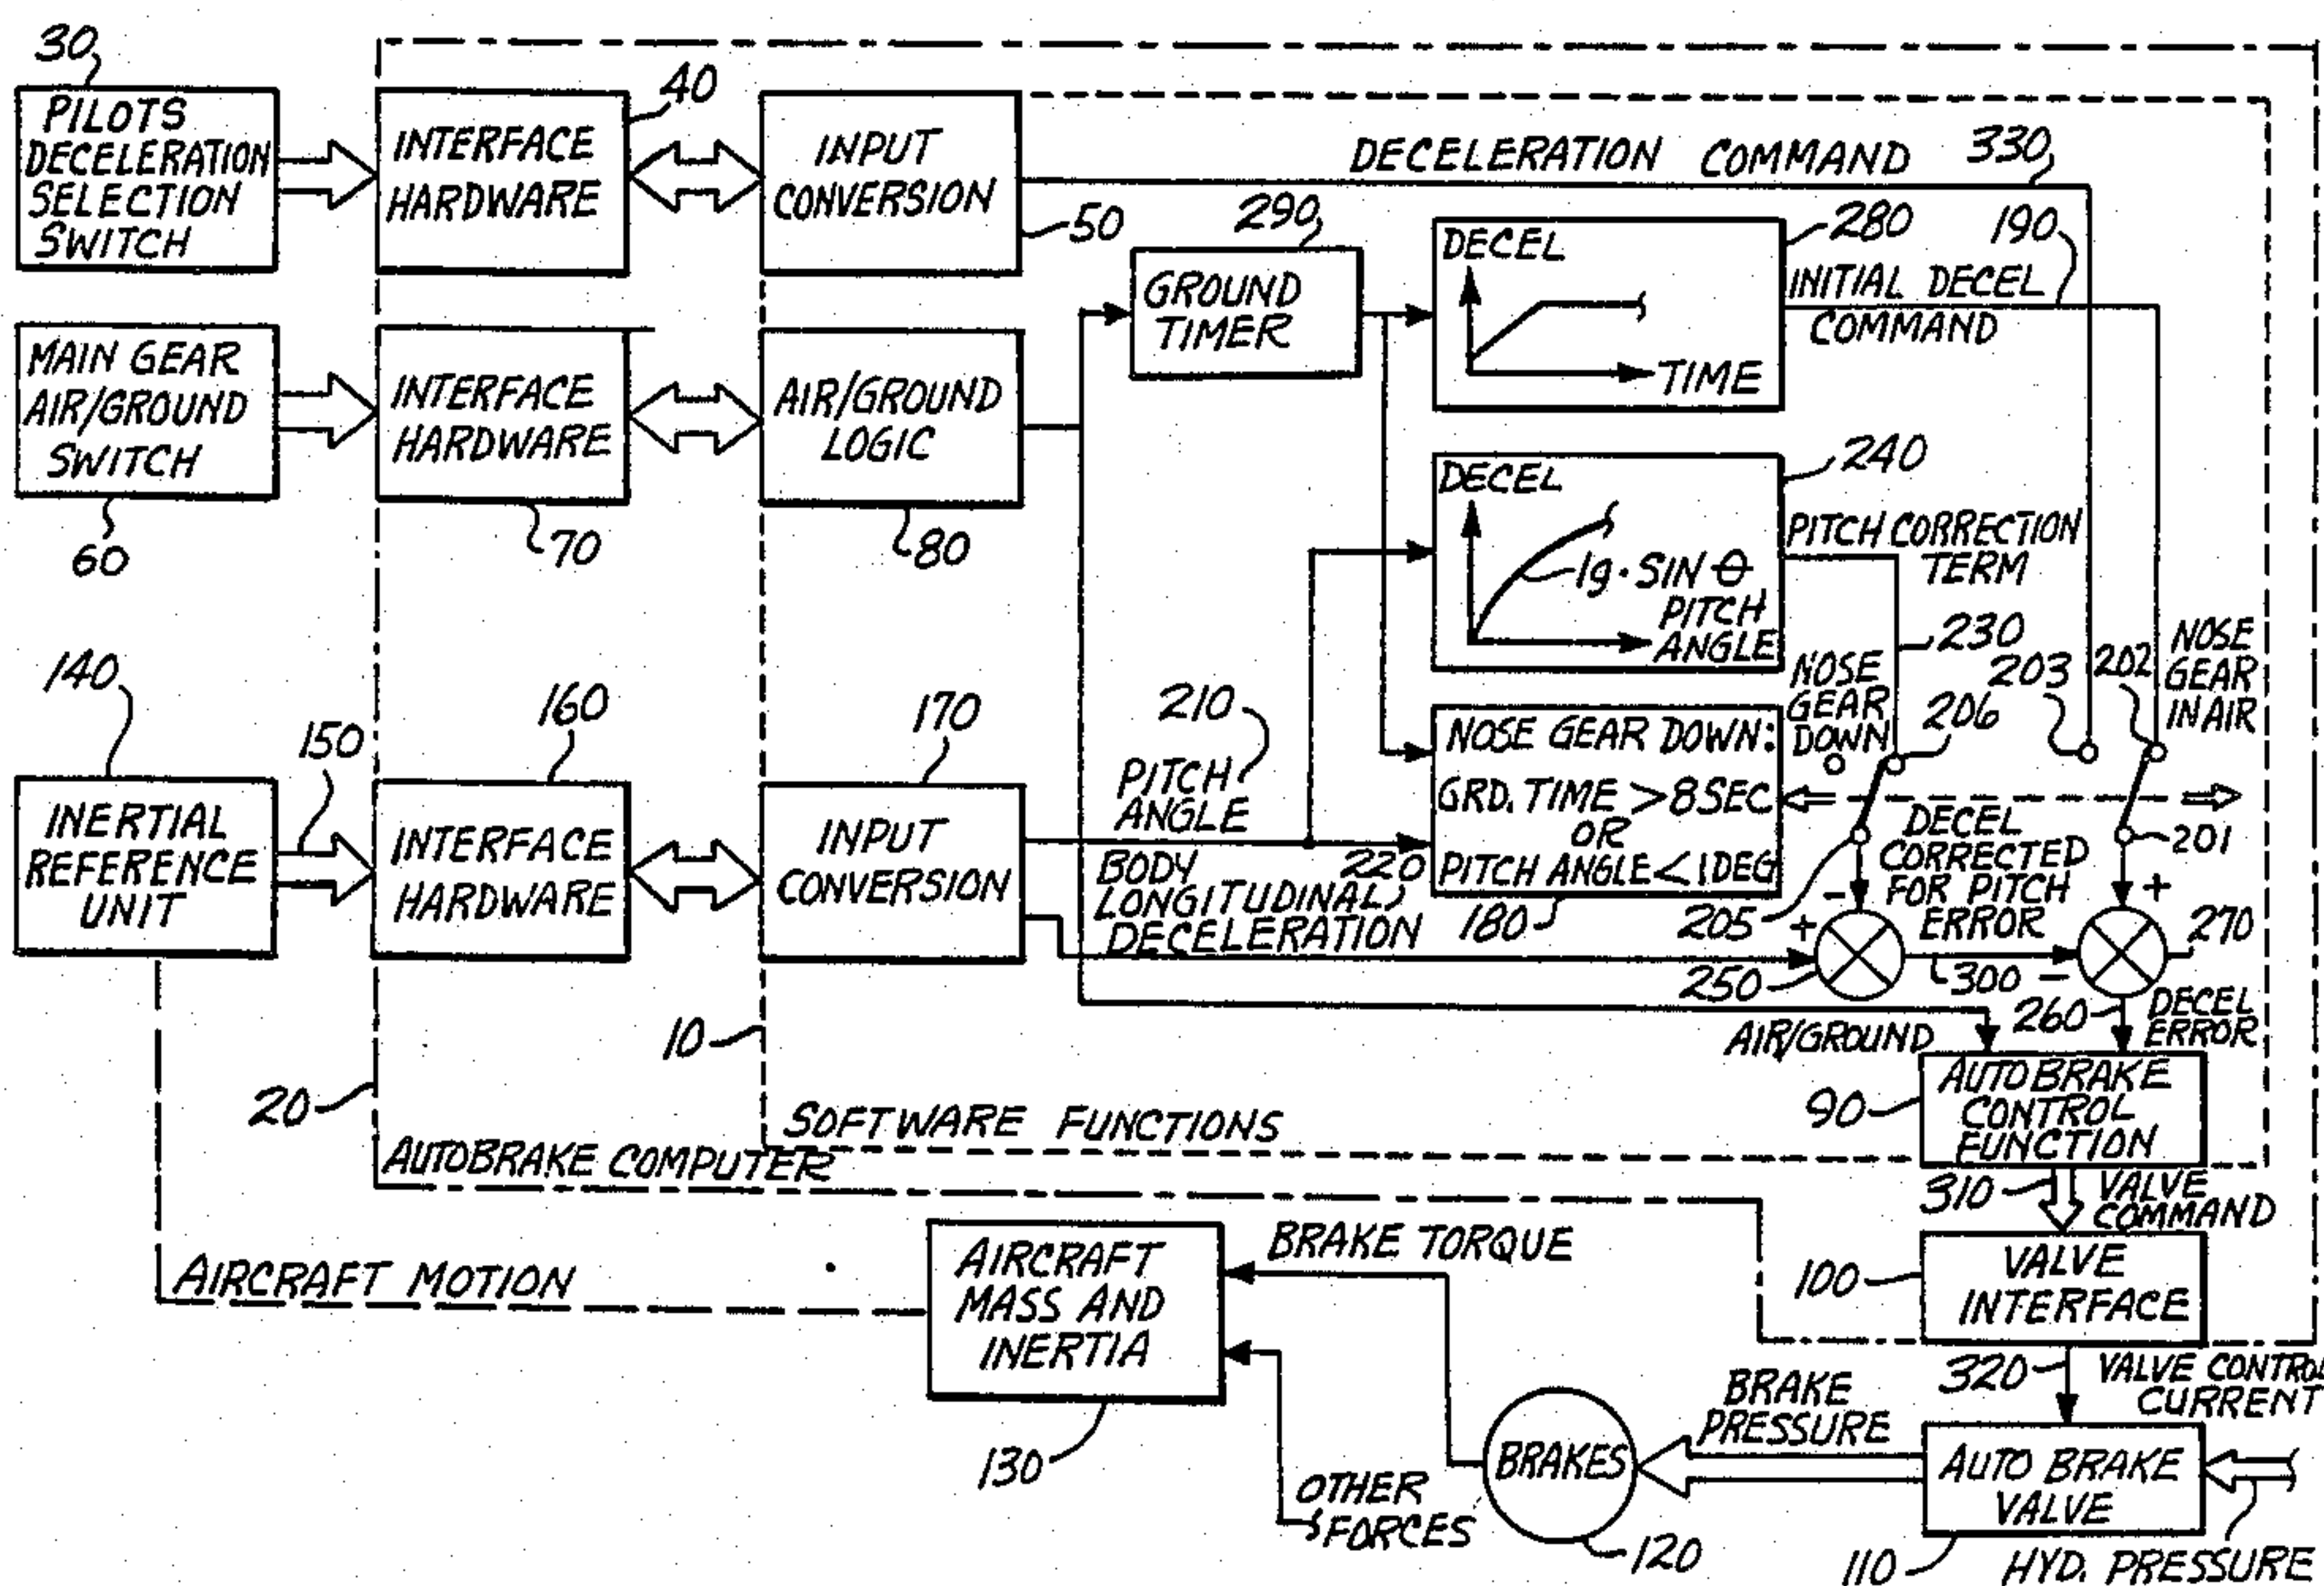 30
PILOTS
DECELERATION
SELECTION
SWITCH
INTERFACE
HARDWARE
40
INPUT
CONVERSION
50
DECELERATION COMMAND
330
290
GROUND
TIMER
DECEL
TIME
280
190
INITIAL DECEL
COMMAND
MAIN GEAR
AIR/GROUND
SWITCH
60
INTERFACE
HARDWARE
70
AIR/GROUND
LOGIC
80
DECEL
1g·SIN θ
PITCH
ANGLE
240
PITCH CORRECTION
TERM
230
NOSE
GEAR
DOWN
206
203
202
NOSE
GEAR
IN AIR
140
150
INERTIAL
REFERENCE
UNIT
160
INTERFACE
HARDWARE
170
INPUT
CONVERSION
210
PITCH
ANGLE
220
BODY
LONGITUDINAL
DECELERATION
NOSE GEAR DOWN:
GRD. TIME >8SEC
OR
PITCH ANGLE<1DEG
180
205
DECEL
CORRECTED
FOR PITCH
ERROR
201
-
+
+
250
300
-
270
260
DECEL
ERROR
AIR/GROUND
10
20
SOFTWARE FUNCTIONS
AUTOBRAKE COMPUTER
90
AUTOBRAKE
CONTROL
FUNCTION
310
VALVE
COMMAND
100
VALVE
INTERFACE
320
VALVE CONTROL
CURRENT
AIRCRAFT MOTION
AIRCRAFT
MASS AND
INERTIA
130
BRAKE TORQUE
OTHER
FORCES
BRAKES
120
BRAKE
PRESSURE
AUTO BRAKE
VALVE
110
HYD. PRESSURE